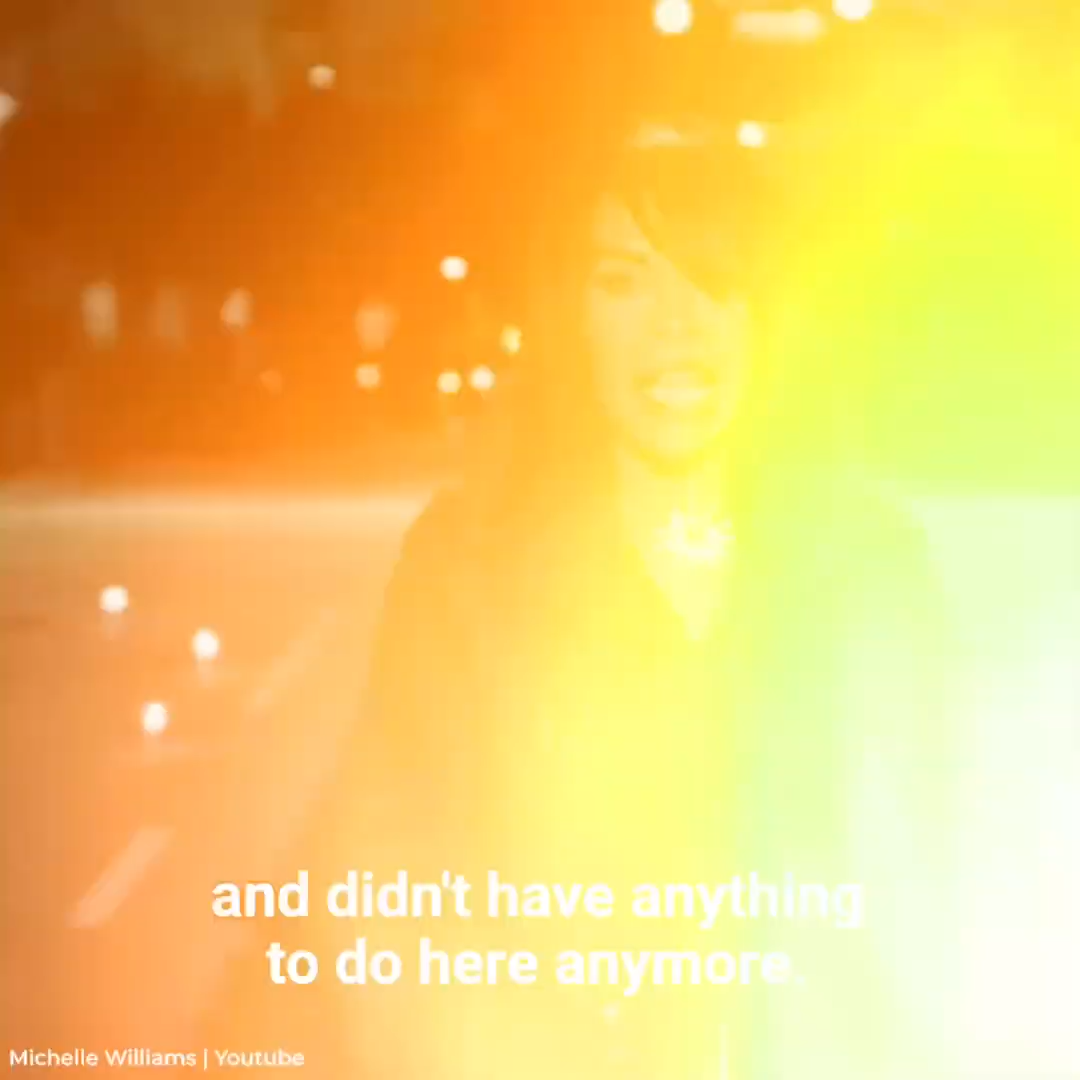 and didn't have anything
to do here anymore.
Michelle Williams | Youtube